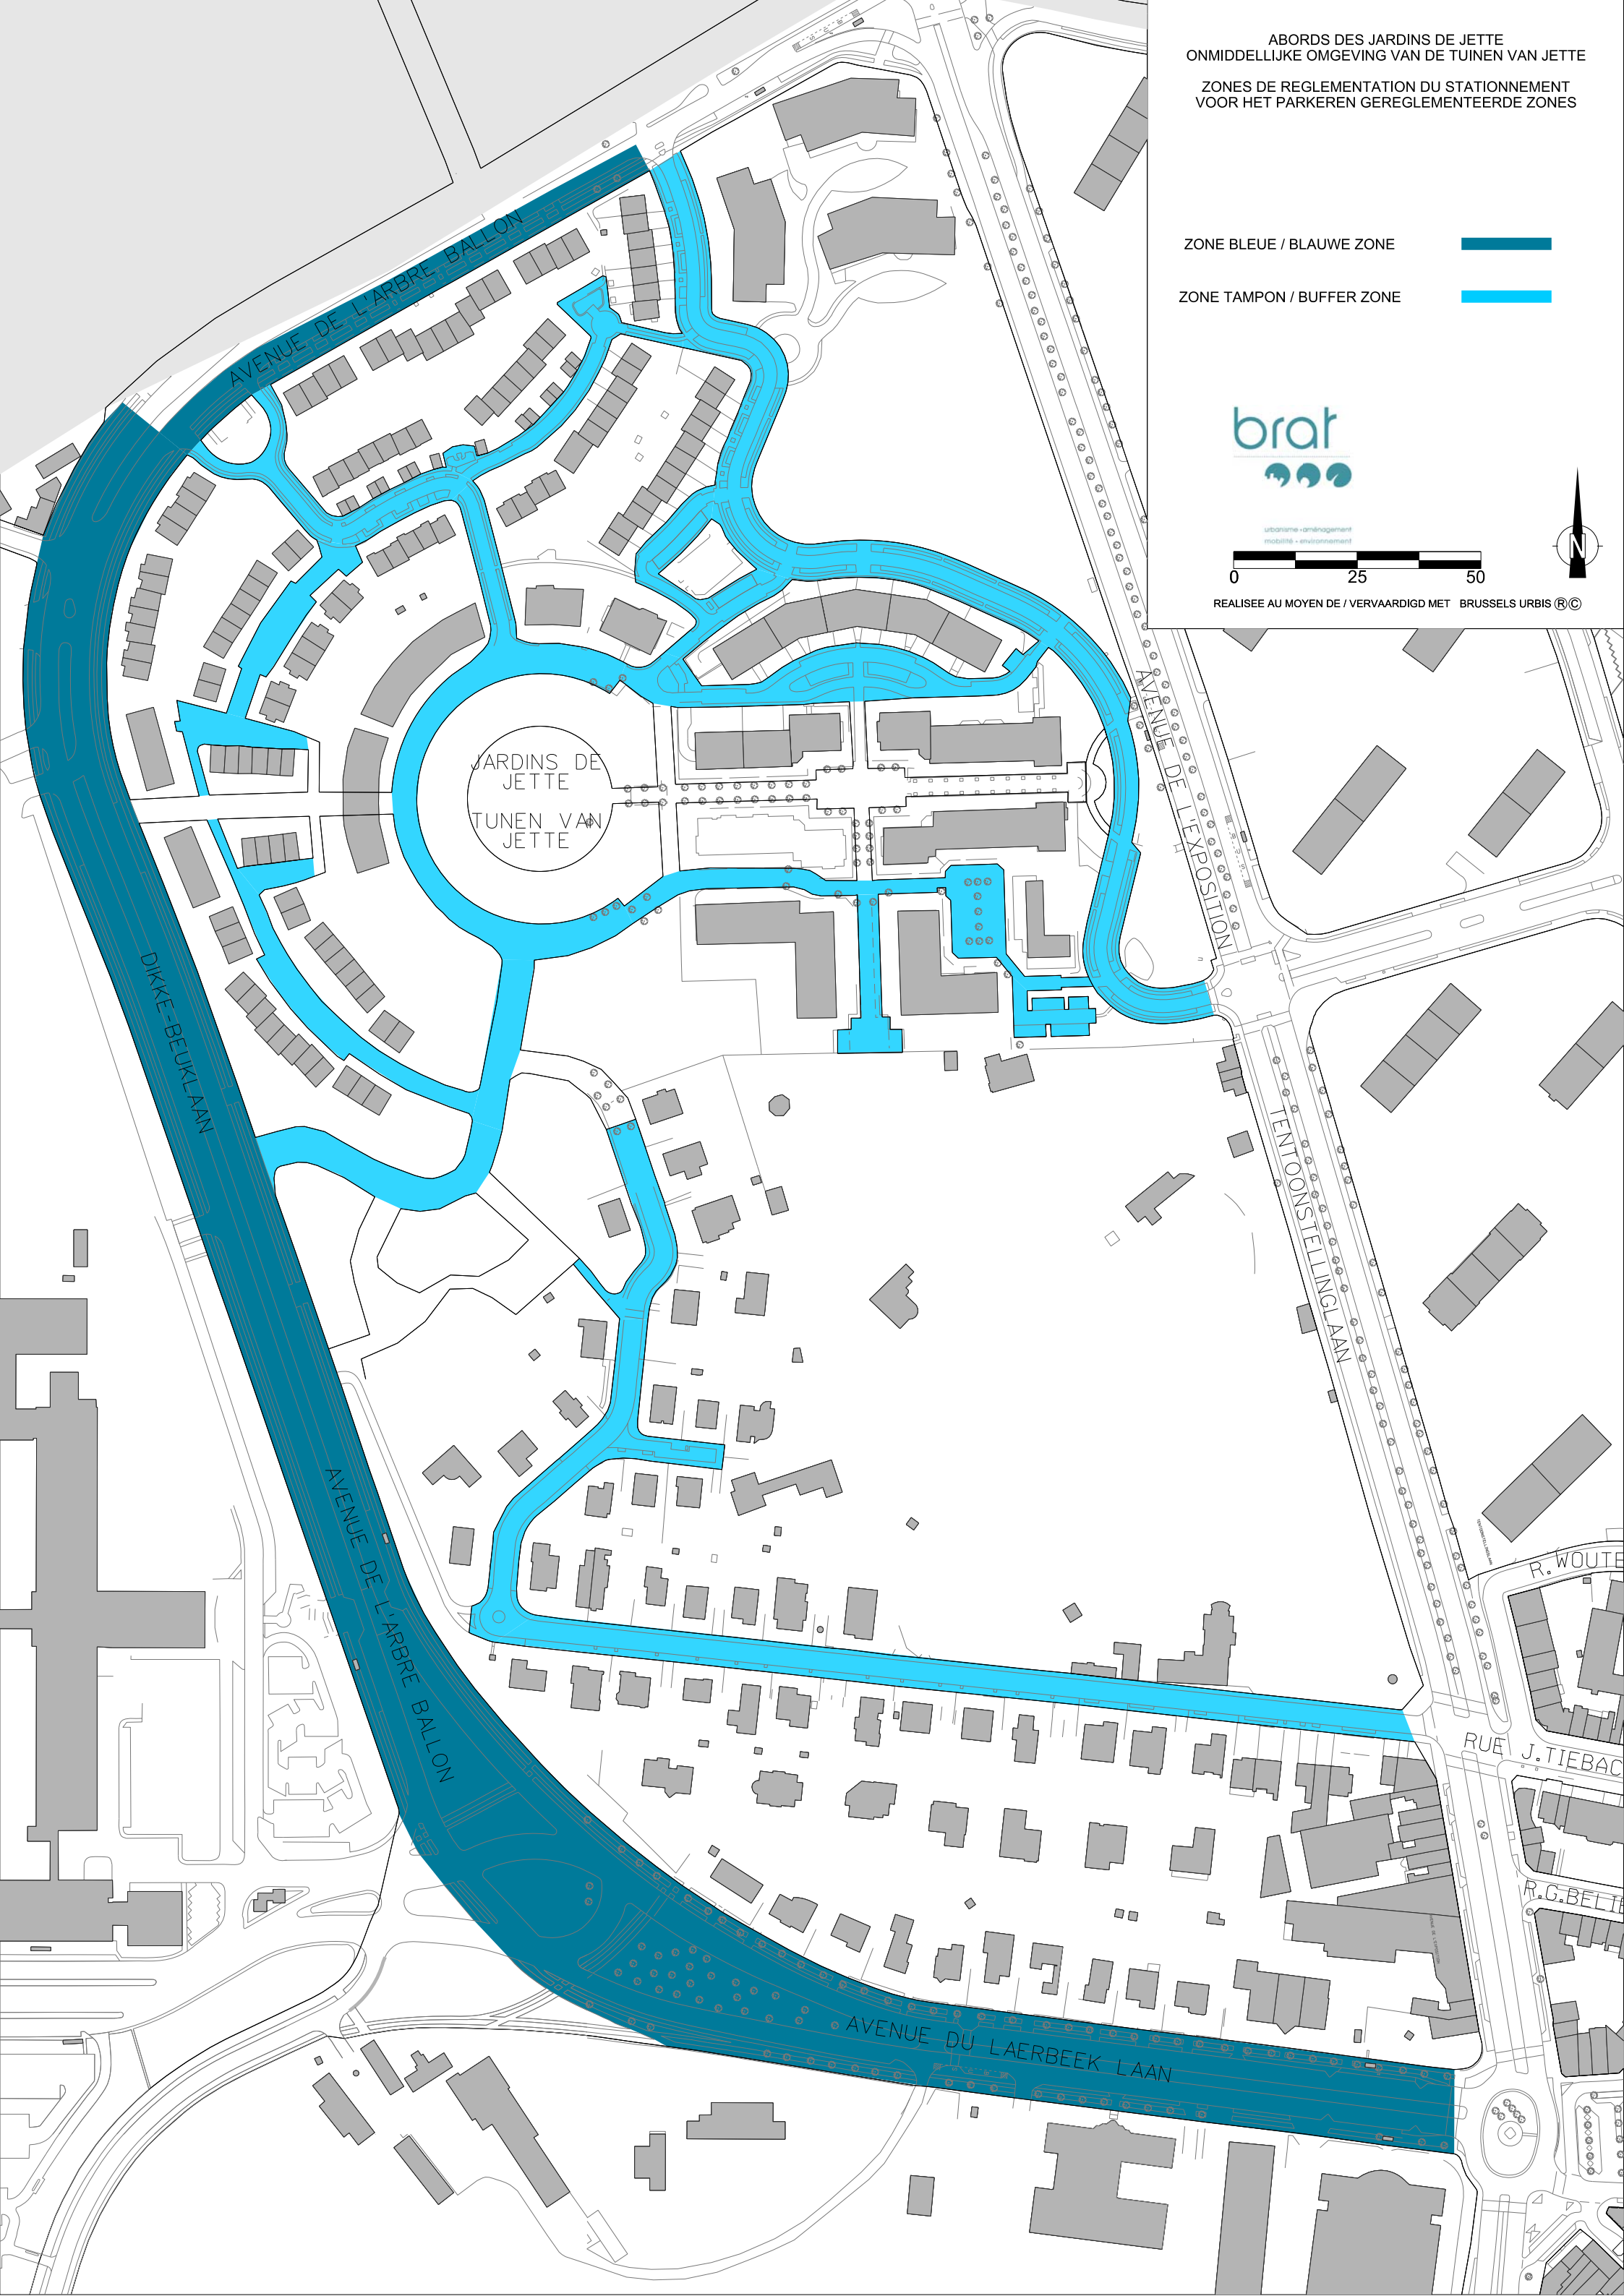 ABORDS DES JARDINS DE JETTE
ONMIDDELLIJKE OMGEVING VAN DE TUINEN VAN JETTE
ZONES DE REGLEMENTATION DU STATIONNEMENT
VOOR HET PARKEREN GEREGLEMENTEERDE ZONES
ZONE BLEUE / BLAUWE ZONE
ZONE TAMPON / BUFFER ZONE
brat
urbanisme - aménagement
mobilité - environnement
N
0 25 50
REALISEE AU MOYEN DE / VERVAARDIGD MET BRUSSELS URBIS ® ©
AVENUE DE L'ARBRE BALLON
JARDINS DE
JETTE
TUNEN VAN
JETTE
AVENUE DE L'EXPOSITION
DIKKE-BEUKLAAN
TENTOONSTELLINGLAAN
AVENUE DE L'ARBRE BALLON
R. WOUTE
RUE J.TIEBAC
R.G.BELTE
AVENUE DU LAERBEEK LAAN